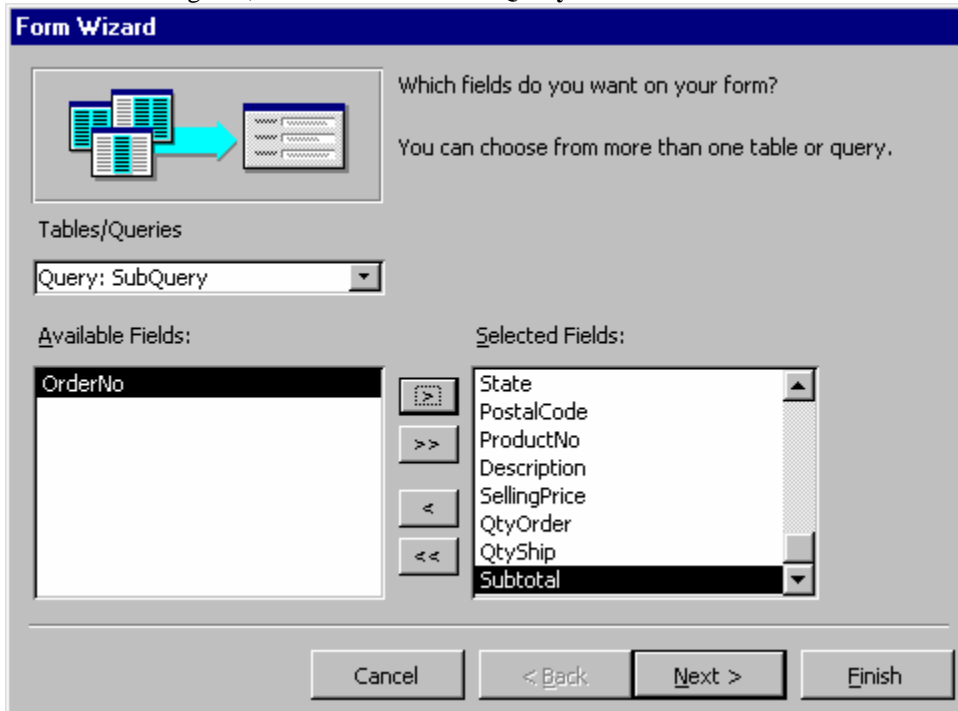 Form Wizard
Which fields do you want on your form?
You can choose from more than one table or query.
Tables/Queries
Query: SubQuery
Available Fields:
Selected Fields:
OrderNo
>
>>
<
<<
State
PostalCode
ProductNo
Description
SellingPrice
QtyOrder
QtyShip
Subtotal
Cancel
< Back
Next >
Finish